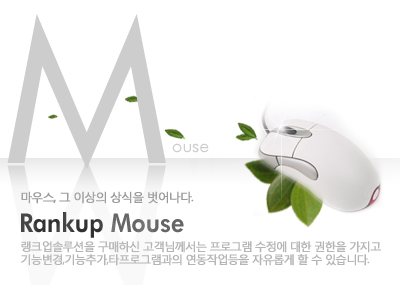 Mouse
마우스, 그 이상의 상식을 벗어나다.
Rankup Mouse
랭크업솔루션을 구매하신 고객님께서는 프로그램 수정에 대한 권한을 가지고
기능변경,기능추가,타프로그램과의 연동작업등을 자유롭게 할 수 있습니다.